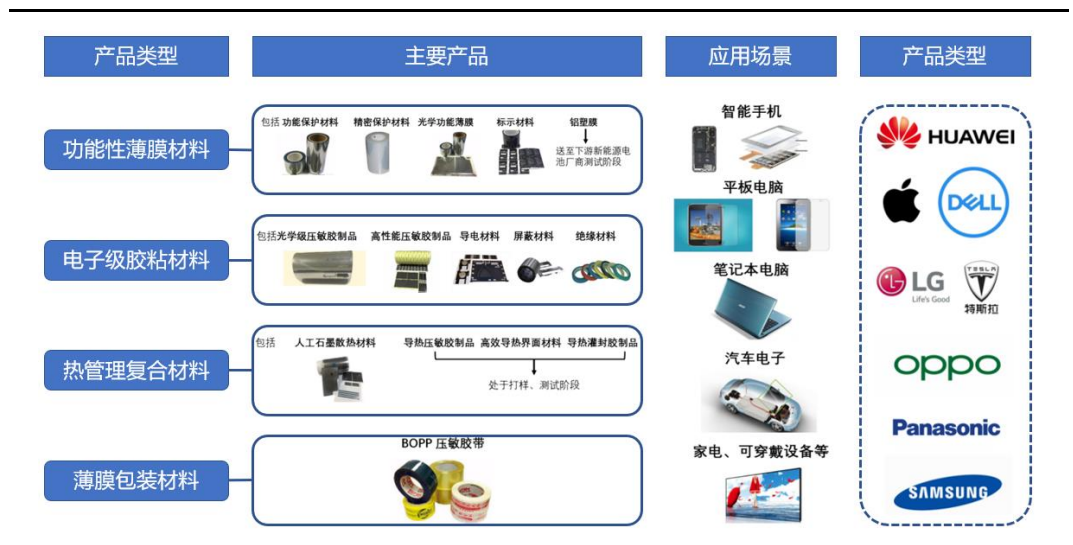 产品类型
主要产品
应用场景
产品类型
功能性薄膜材料
包括 功能保护材料 精密保护材料 光学功能薄膜 标示材料 铝塑膜
送至下游新能源电
池厂商测试阶段
电子级胶粘材料
包括光学级压敏胶制品 高性能压敏胶制品 导电材料 屏蔽材料 绝缘材料
热管理复合材料
包括 人工石墨散热材料 导热压敏胶制品 高效导热界面材料 导热灌封胶制品
处于打样、测试阶段
薄膜包装材料
BOPP 压敏胶带
智能手机
平板电脑
笔记本电脑
汽车电子
家电、可穿戴设备等
HUAWEI
DELL
LG
Life's Good
TESLA
特斯拉
oppo
Panasonic
SAMSUNG